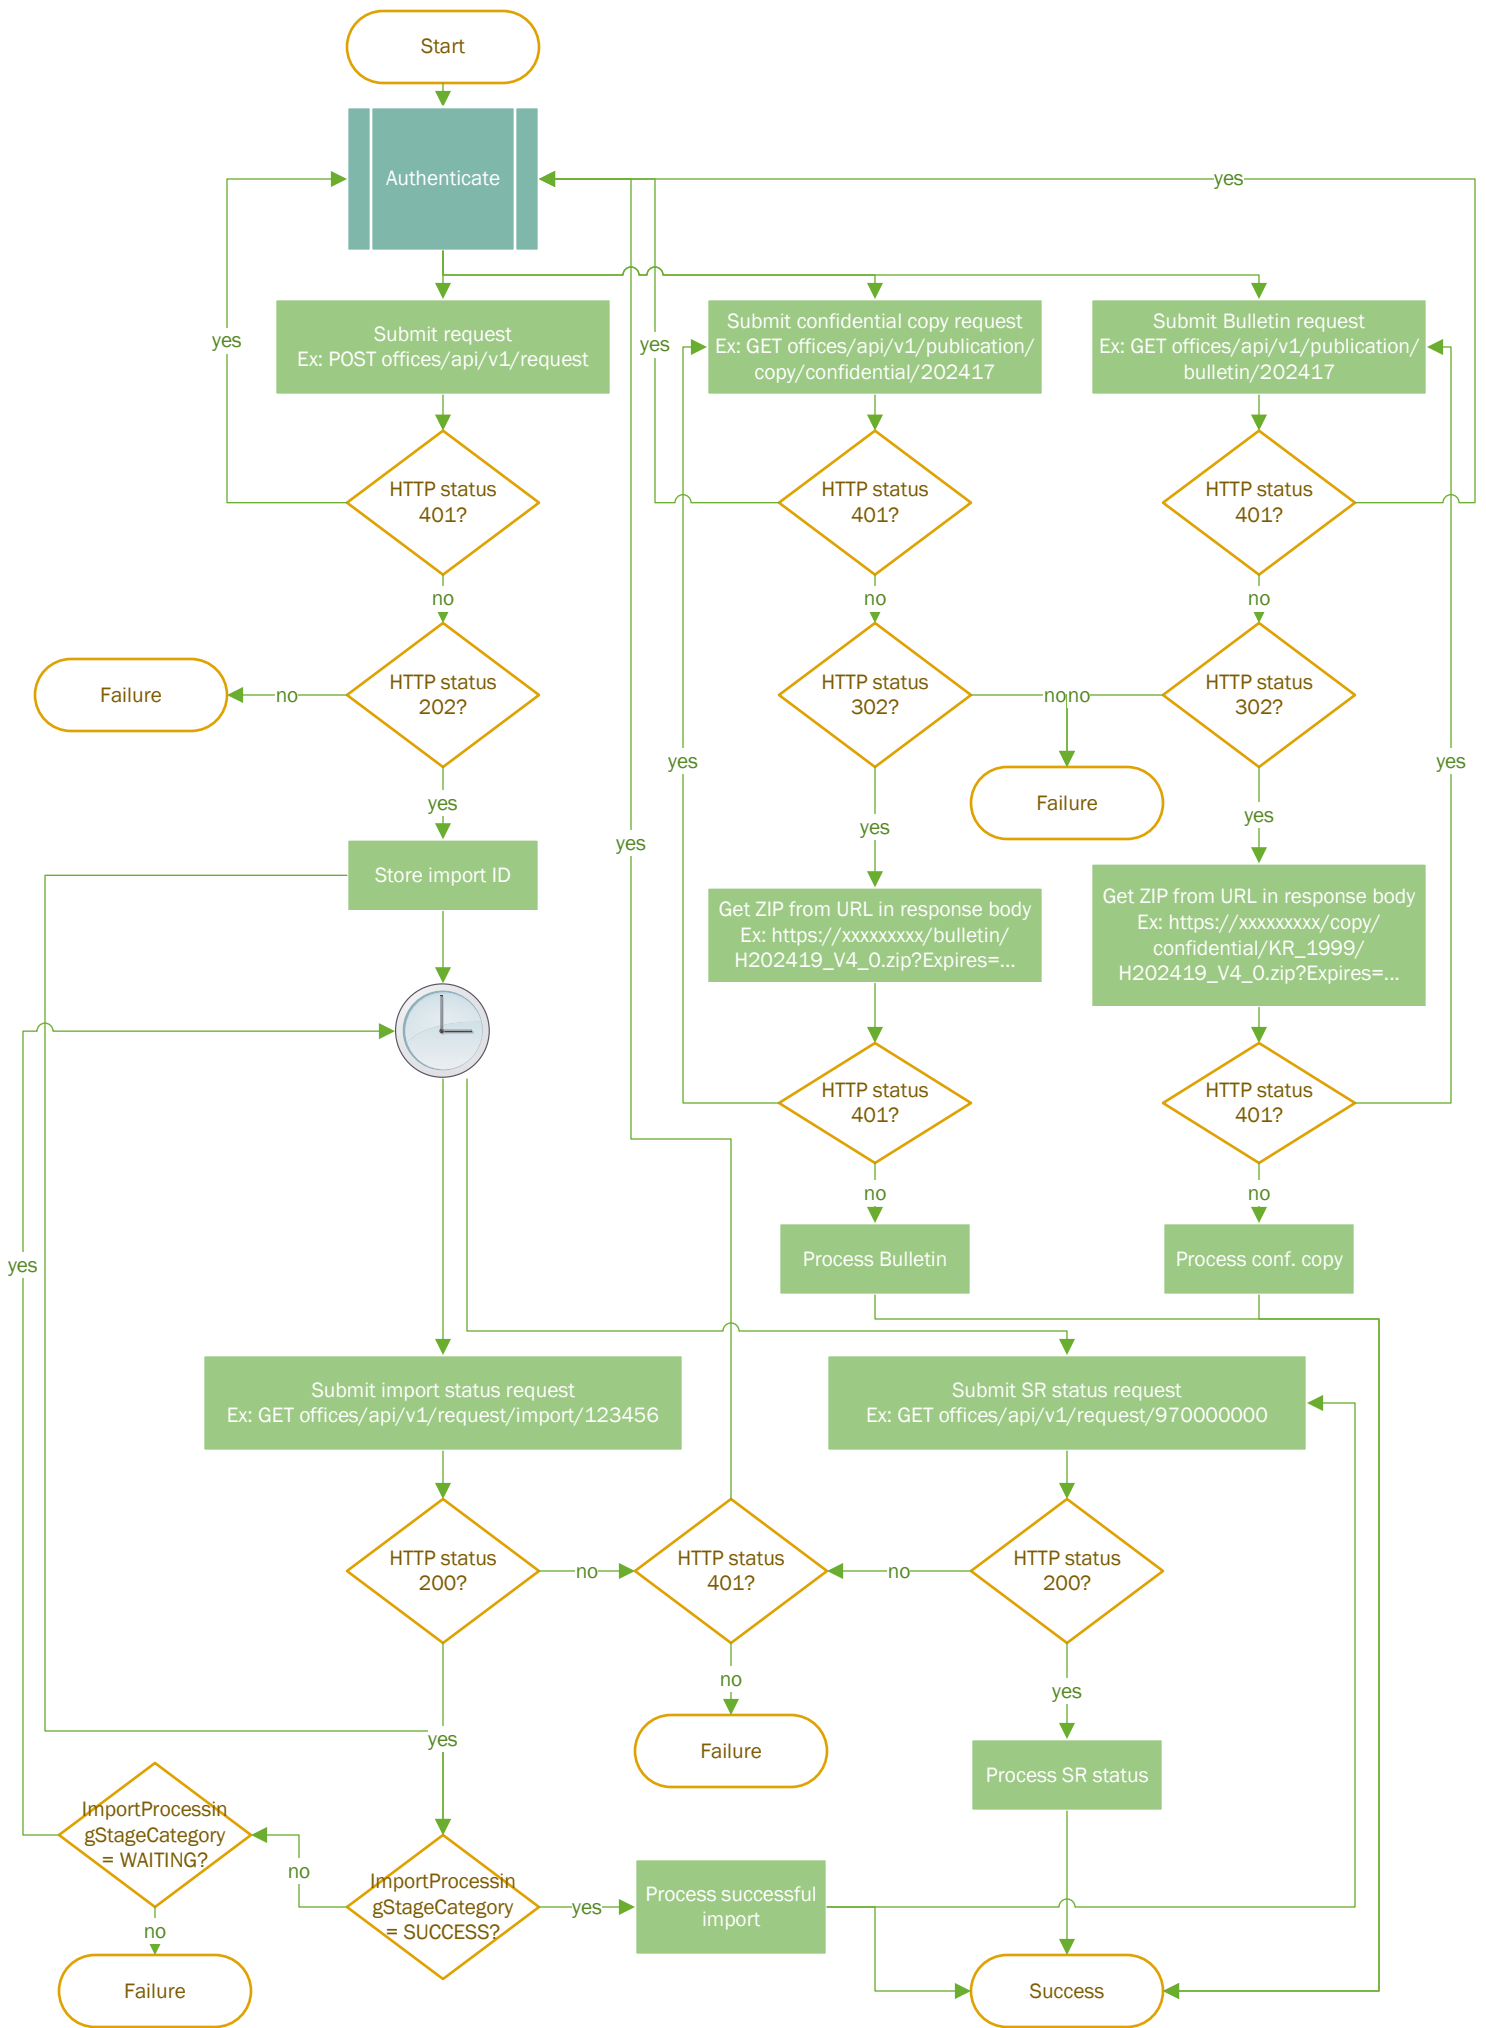 Start
Authenticate
yes
Submit request
Ex: POST offices/api/v1/request
Submit confidential copy request
Ex: GET offices/api/v1/publication/
copy/confidential/202417
Submit Bulletin request
Ex: GET offices/api/v1/publication/
bulletin/202417
yes
yes
HTTP status
401?
HTTP status
401?
HTTP status
401?
no
no
no
Failure
no
HTTP status
202?
HTTP status
302?
no
no
HTTP status
302?
yes
yes
Failure
yes
yes
yes
yes
Store import ID
Get ZIP from URL in response body
Ex: https://xxxxxxxxx/bulletin/
H202419_V4_0.zip?Expires=...
Get ZIP from URL in response body
Ex: https://xxxxxxxxx/copy/
confidential/KR_1999/
H202419_V4_0.zip?Expires=...
HTTP status
401?
HTTP status
401?
no
no
yes
Process Bulletin
Process conf. copy
Submit import status request
Ex: GET offices/api/v1/request/import/123456
Submit SR status request
Ex: GET offices/api/v1/request/970000000
HTTP status
200?
no
HTTP status
401?
no
HTTP status
200?
no
yes
yes
Failure
Process SR status
ImportProcessin
gStageCategory
= WAITING?
no
ImportProcessin
gStageCategory
= SUCCESS?
yes
Process successful
import
no
Failure
Success